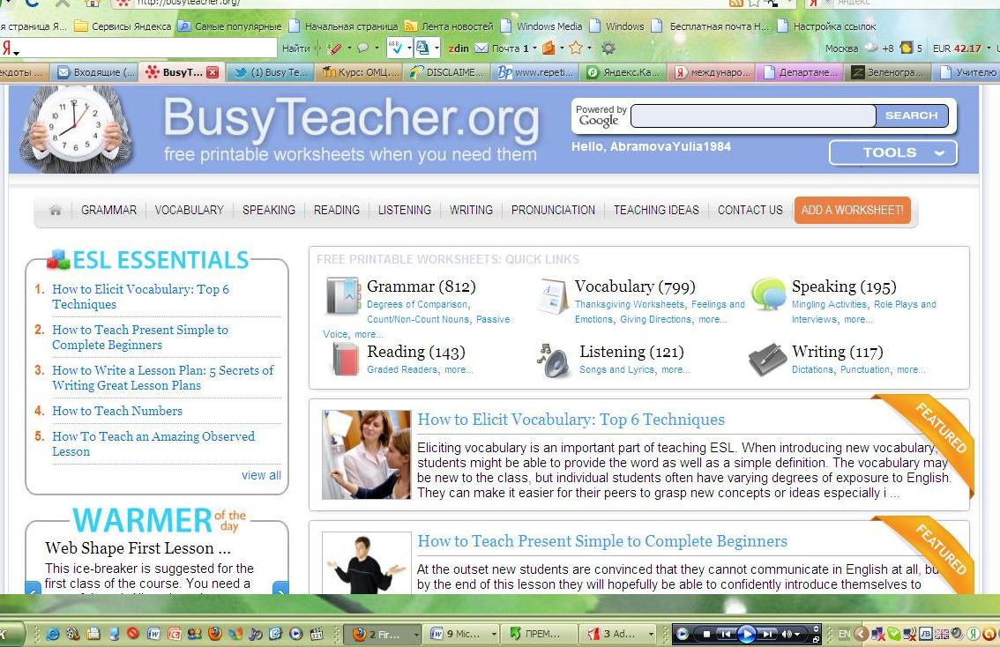 http://busyteacher.org/
Яндекс
я страница Я... Сервисы Яндекса Самые популярные Начальная страница Лента новостей Windows Media Windows Бесплатная почта H... Настройка ссылок
Я Найти zdin Почта 1 Москва +8 5 EUR 42.17
екдоты ... Входящие (... BusyT... (1) Busy Te... Курс: ОМЦ... DISCLAIME... www.repeti... Яндекс.Ка... международ... Департаме... Зеленогра... Учителю
BusyTeacher.org
free printable worksheets when you need them
Powered by Google SEARCH
Hello, AbramovaYulia1984
TOOLS
GRAMMAR VOCABULARY SPEAKING READING LISTENING WRITING PRONUNCIATION TEACHING IDEAS CONTACT US ADD A WORKSHEET!
ESL ESSENTIALS
1. How to Elicit Vocabulary: Top 6
Techniques
2. How to Teach Present Simple to
Complete Beginners
3. How to Write a Lesson Plan: 5 Secrets of
Writing Great Lesson Plans
4. How to Teach Numbers
5. How To Teach an Amazing Observed
Lesson
view all
WARMER of the day
Web Shape First Lesson ...
This ice-breaker is suggested for the
first class of the course. You need a
FREE PRINTABLE WORKSHEETS: QUICK LINKS
Grammar (812)
Degrees of Comparison,
Count/Non-Count Nouns, Passive
Voice, more...
Vocabulary (799)
Thanksgiving Worksheets, Feelings and
Emotions, Giving Directions, more...
Speaking (195)
Mingling Activities, Role Plays and
Interviews, more...
Reading (143)
Graded Readers, more...
Listening (121)
Songs and Lyrics, more...
Writing (117)
Dictations, Punctuation, more...
How to Elicit Vocabulary: Top 6 Techniques
FEATURED
Eliciting vocabulary is an important part of teaching ESL. When introducing new vocabulary,
students might be able to provide the word as well as a simple definition. The vocabulary may
be new to the class, but individual students often have varying degrees of exposure to English.
They can make it easier for their peers to grasp new concepts or ideas especially i ...
How to Teach Present Simple to Complete Beginners
FEATURED
At the outset new students are convinced that they cannot communicate in English at all, bu
by the end of this lesson they will hopefully be able to confidently introduce themselves to
2 Fir... 9 Mic... ПРЕМ... 3 Ad... EN